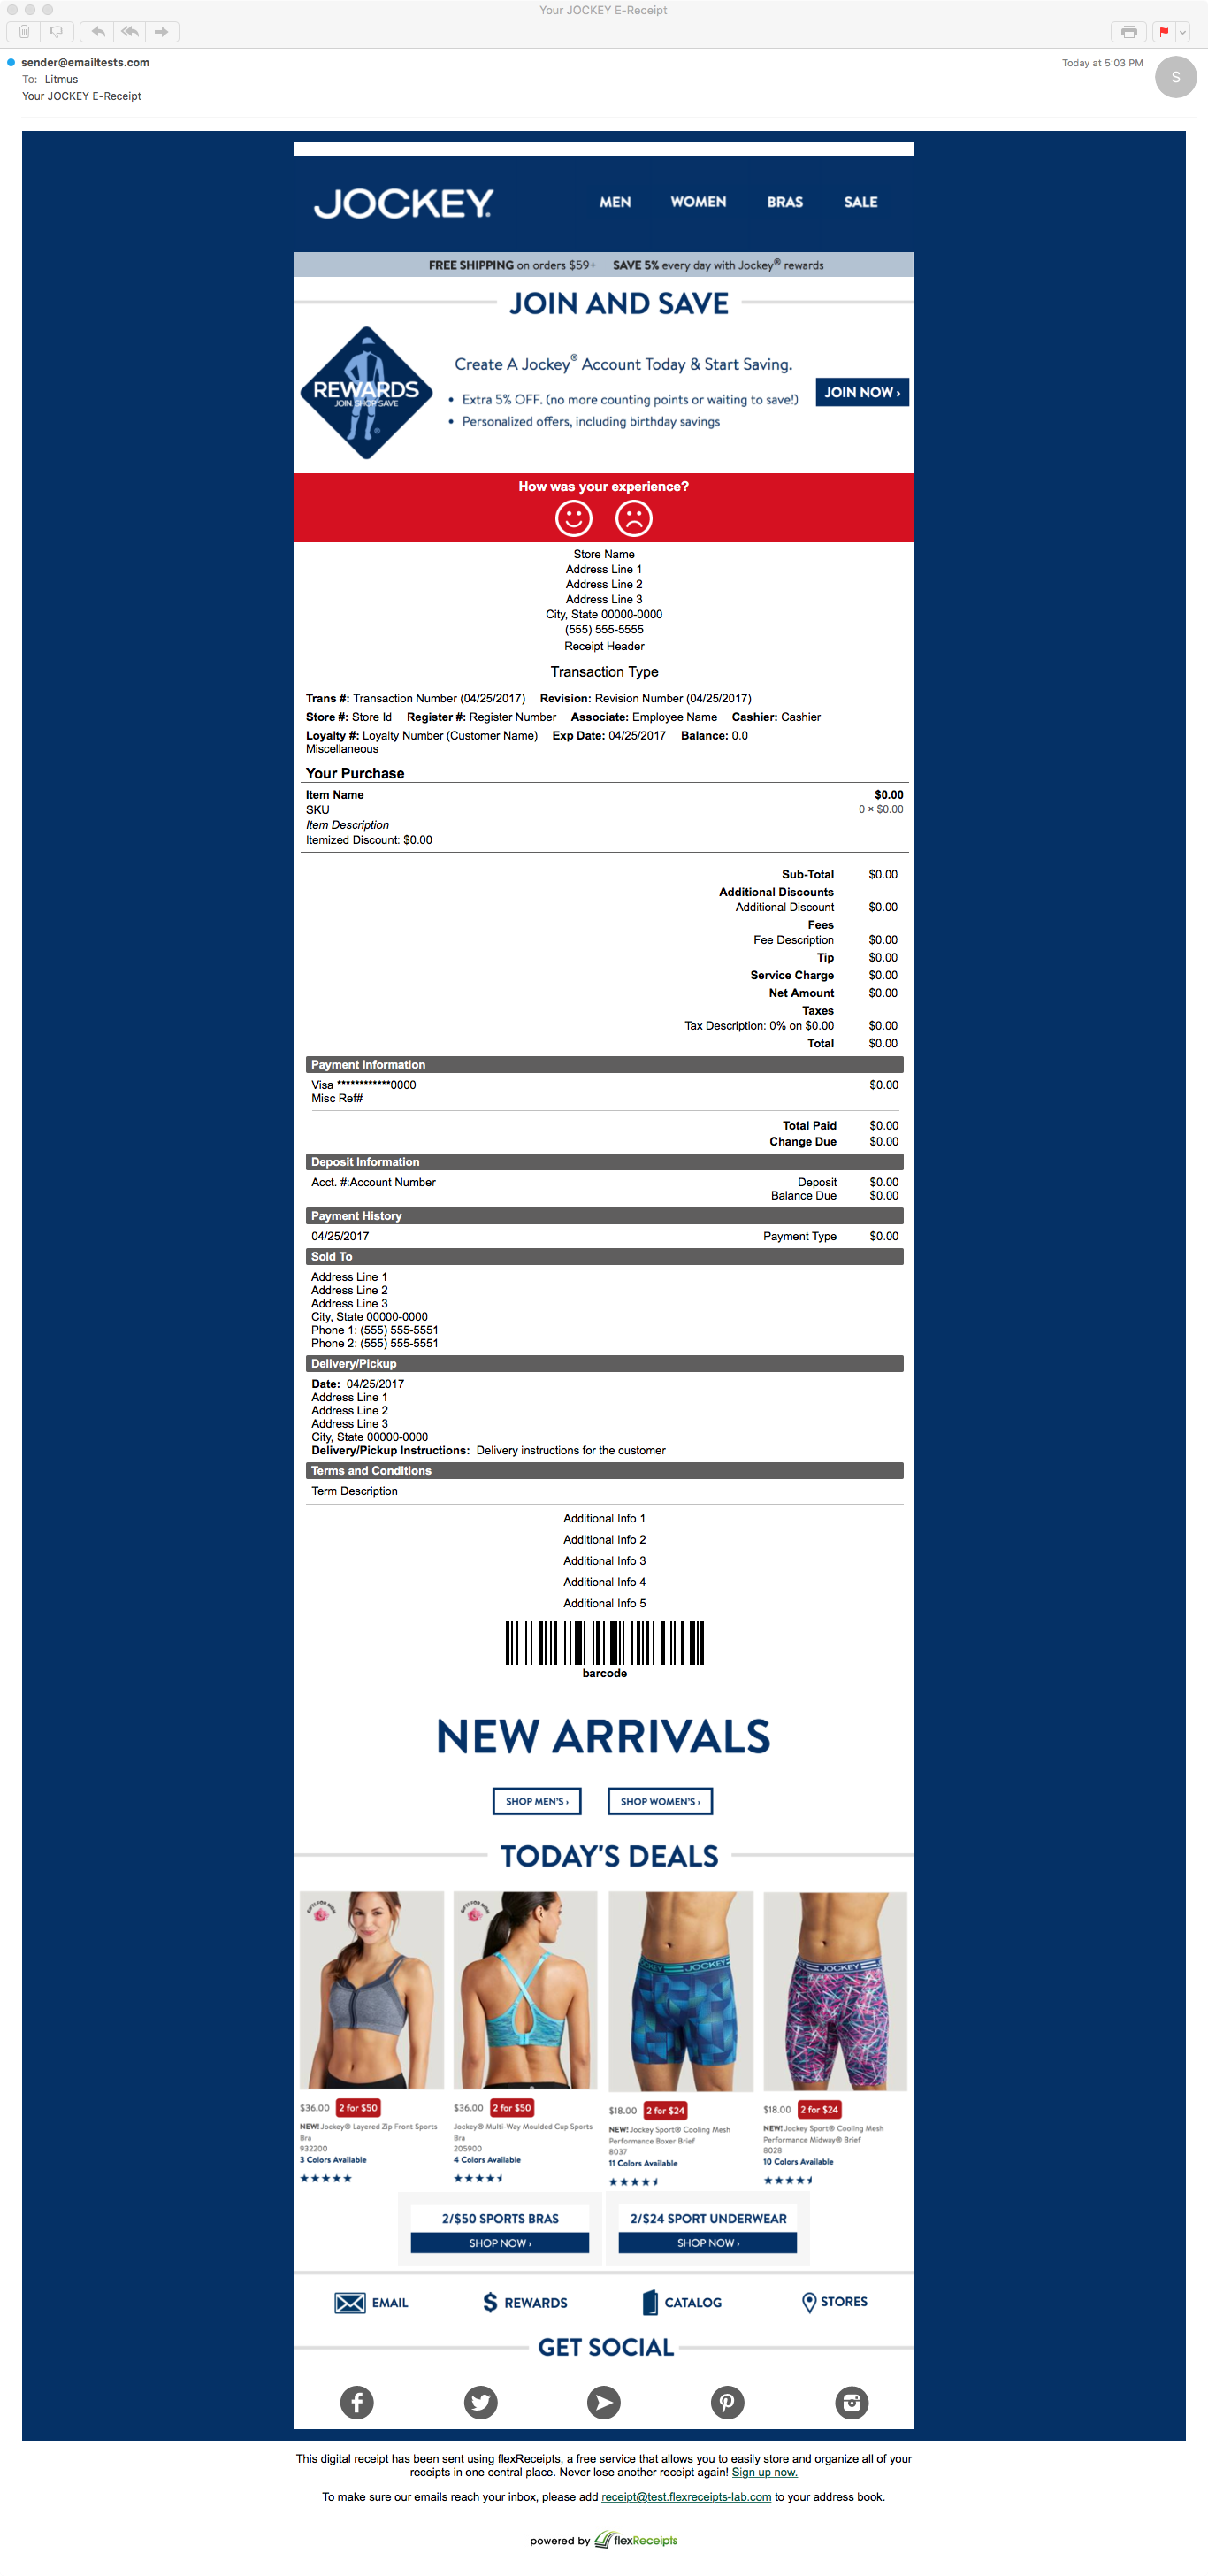 Your JOCKEY E-Receipt
sender@emailtests.com
Today at 5:03 PM
S
To: Litmus
Your JOCKEY E-Receipt
JOCKEY.
MEN WOMEN BRAS SALE
FREE SHIPPING on orders $59+ SAVE 5% every day with Jockey® rewards
JOIN AND SAVE
REWARDS
JOIN SHOP SAVE
Create A Jockey® Account Today & Start Saving.
• Extra 5% OFF. (no more counting points or waiting to save!)
• Personalized offers, including birthday savings
JOIN NOW ›
How was your experience?
Store Name
Address Line 1
Address Line 2
Address Line 3
City, State 00000-0000
(555) 555-5555
Receipt Header
Transaction Type
Trans #: Transaction Number (04/25/2017) Revision: Revision Number (04/25/2017)
Store #: Store Id Register #: Register Number Associate: Employee Name Cashier: Cashier
Loyalty #: Loyalty Number (Customer Name) Exp Date: 04/25/2017 Balance: 0.0
Miscellaneous
Your Purchase
Item Name $0.00
SKU 0 × $0.00
Item Description
Itemized Discount: $0.00
Sub-Total $0.00
Additional Discounts
Additional Discount $0.00
Fees
Fee Description $0.00
Tip $0.00
Service Charge $0.00
Net Amount $0.00
Taxes
Tax Description: 0% on $0.00 $0.00
Total $0.00
Payment Information
Visa ************0000 $0.00
Misc Ref#
Total Paid $0.00
Change Due $0.00
Deposit Information
Acct. #:Account Number Deposit $0.00
Balance Due $0.00
Payment History
04/25/2017 Payment Type $0.00
Sold To
Address Line 1
Address Line 2
Address Line 3
City, State 00000-0000
Phone 1: (555) 555-5551
Phone 2: (555) 555-5551
Delivery/Pickup
Date: 04/25/2017
Address Line 1
Address Line 2
Address Line 3
City, State 00000-0000
Delivery/Pickup Instructions: Delivery instructions for the customer
Terms and Conditions
Term Description
Additional Info 1
Additional Info 2
Additional Info 3
Additional Info 4
Additional Info 5
barcode
NEW ARRIVALS
SHOP MEN'S › SHOP WOMEN'S ›
TODAY'S DEALS
GIFTS FOR MOM
GIFTS FOR MOM
JOCKEY JOCKEY
JOCKEY
$36.00 2 for $50
NEW! Jockey® Layered Zip Front Sports
Bra
932200
3 Colors Available
$36.00 2 for $50
Jockey® Multi-Way Moulded Cup Sports
Bra
205900
4 Colors Available
$18.00 2 for $24
NEW! Jockey Sport® Cooling Mesh
Performance Boxer Brief
8037
11 Colors Available
$18.00 2 for $24
NEW! Jockey Sport® Cooling Mesh
Performance Midway® Brief
8028
10 Colors Available
2/$50 SPORTS BRAS
SHOP NOW ›
2/$24 SPORT UNDERWEAR
SHOP NOW ›
EMAIL REWARDS CATALOG STORES
GET SOCIAL
This digital receipt has been sent using flexReceipts, a free service that allows you to easily store and organize all of your
receipts in one central place. Never lose another receipt again! Sign up now.
To make sure our emails reach your inbox, please add receipt@test.flexreceipts-lab.com to your address book.
powered by flexReceipts